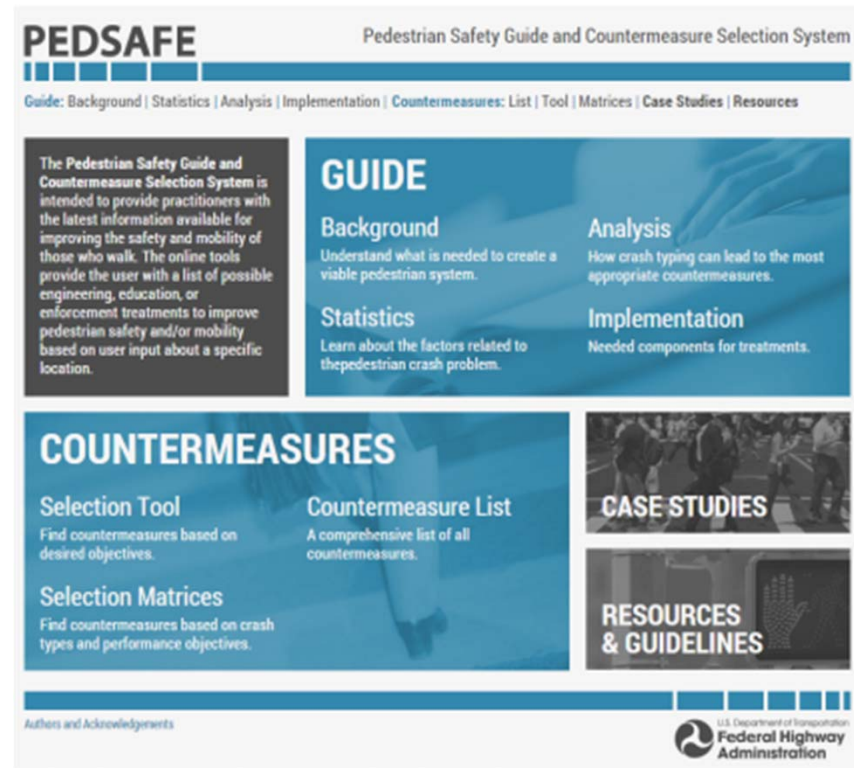 PEDSAFE
Pedestrian Safety Guide and Countermeasure Selection System
Guide: Background | Statistics | Analysis | Implementation | Countermeasures: List | Tool | Matrices | Case Studies | Resources
The Pedestrian Safety Guide and
Countermeasure Selection System is
intended to provide practitioners with
the latest information available for
improving the safety and mobility of
those who walk. The online tools
provide the user with a list of possible
engineering, education, or
enforcement treatments to improve
pedestrian safety and/or mobility
based on user input about a specific
location.
GUIDE
Background
Understand what is needed to create a
viable pedestrian system.
Statistics
Learn about the factors related to
thepedestrian crash problem.
Analysis
How crash typing can lead to the most
appropriate countermeasures.
Implementation
Needed components for treatments.
COUNTERMEASURES
Selection Tool
Find countermeasures based on
desired objectives.
Selection Matrices
Find countermeasures based on crash
types and performance objectives.
Countermeasure List
A comprehensive list of all
countermeasures.
CASE STUDIES
RESOURCES
& GUIDELINES
Authors and Acknowledgements
U.S. Department of Transportation
Federal Highway
Administration